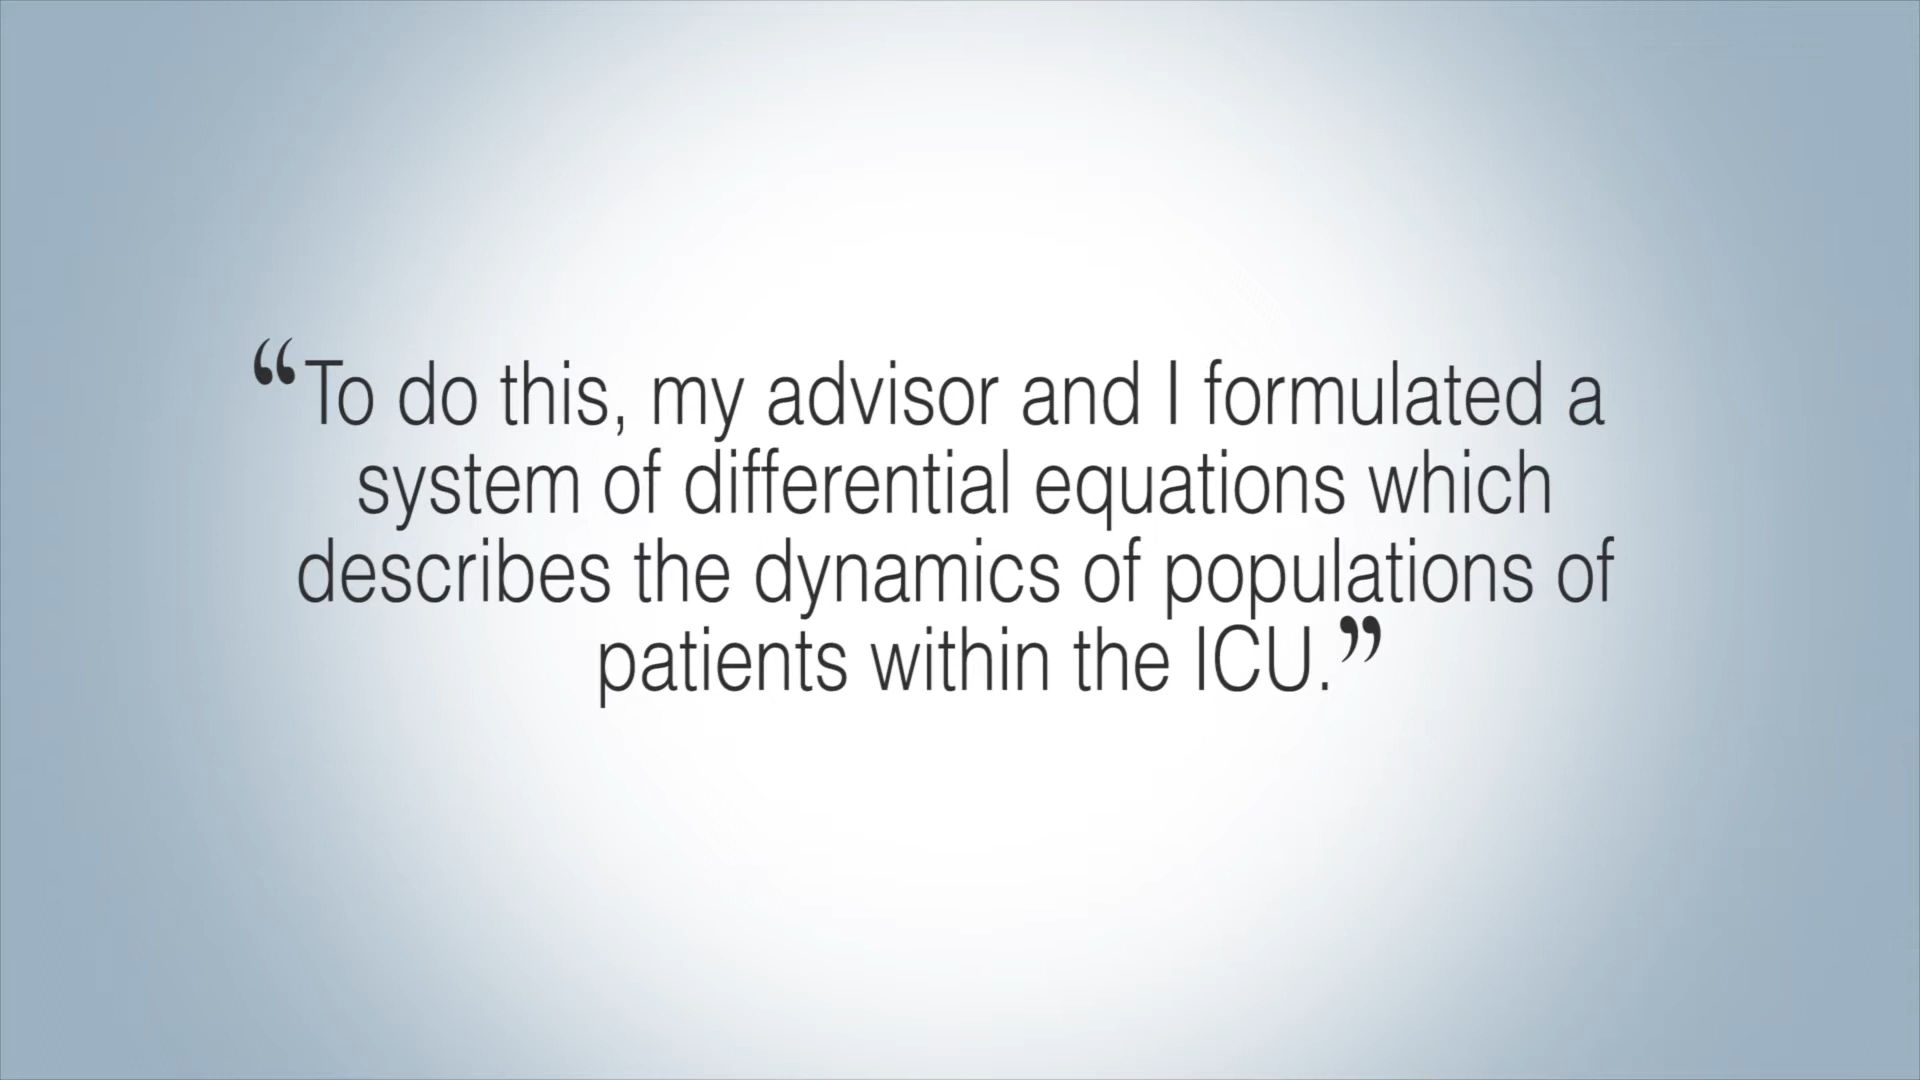 “To do this, my advisor and I formulated a
system of differential equations which
describes the dynamics of populations of
patients within the ICU.”